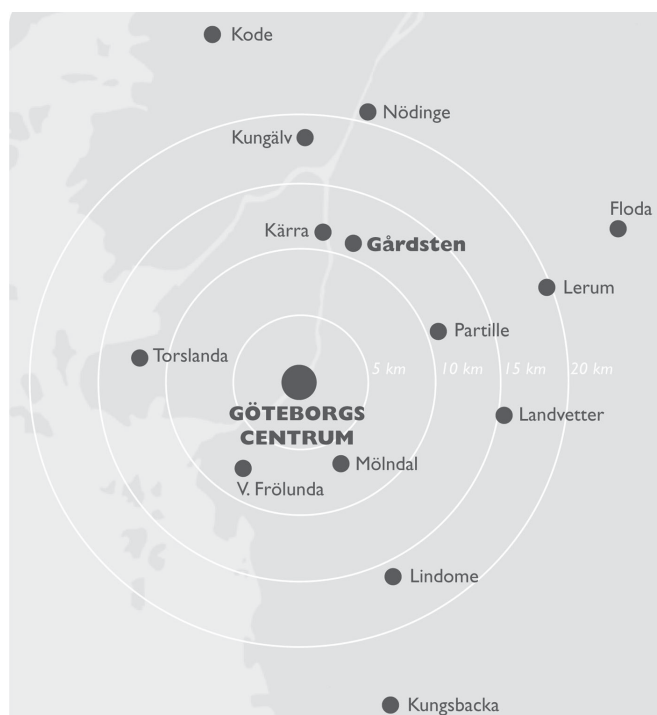 Kode
Nödinge
Kungälv
Floda
Kärra
Gårdsten
Lerum
Partille
Torslanda
5 km
10 km
15 km
20 km
GÖTEBORGS
CENTRUM
Landvetter
Mölndal
V. Frölunda
Lindome
Kungsbacka